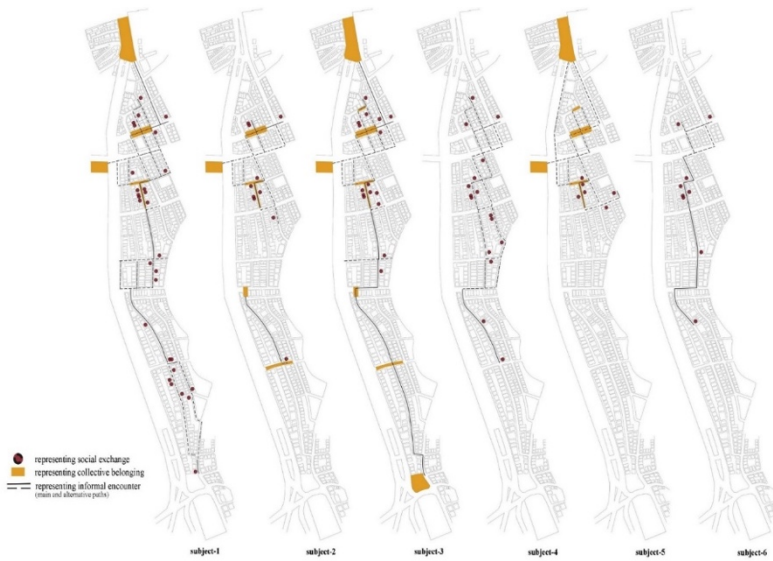 representing social exchange
representing collective belonging
representing informal encounter
(main and alternative paths)
subject-1
subject-2
subject-3
subject-4
subject-5
subject-6